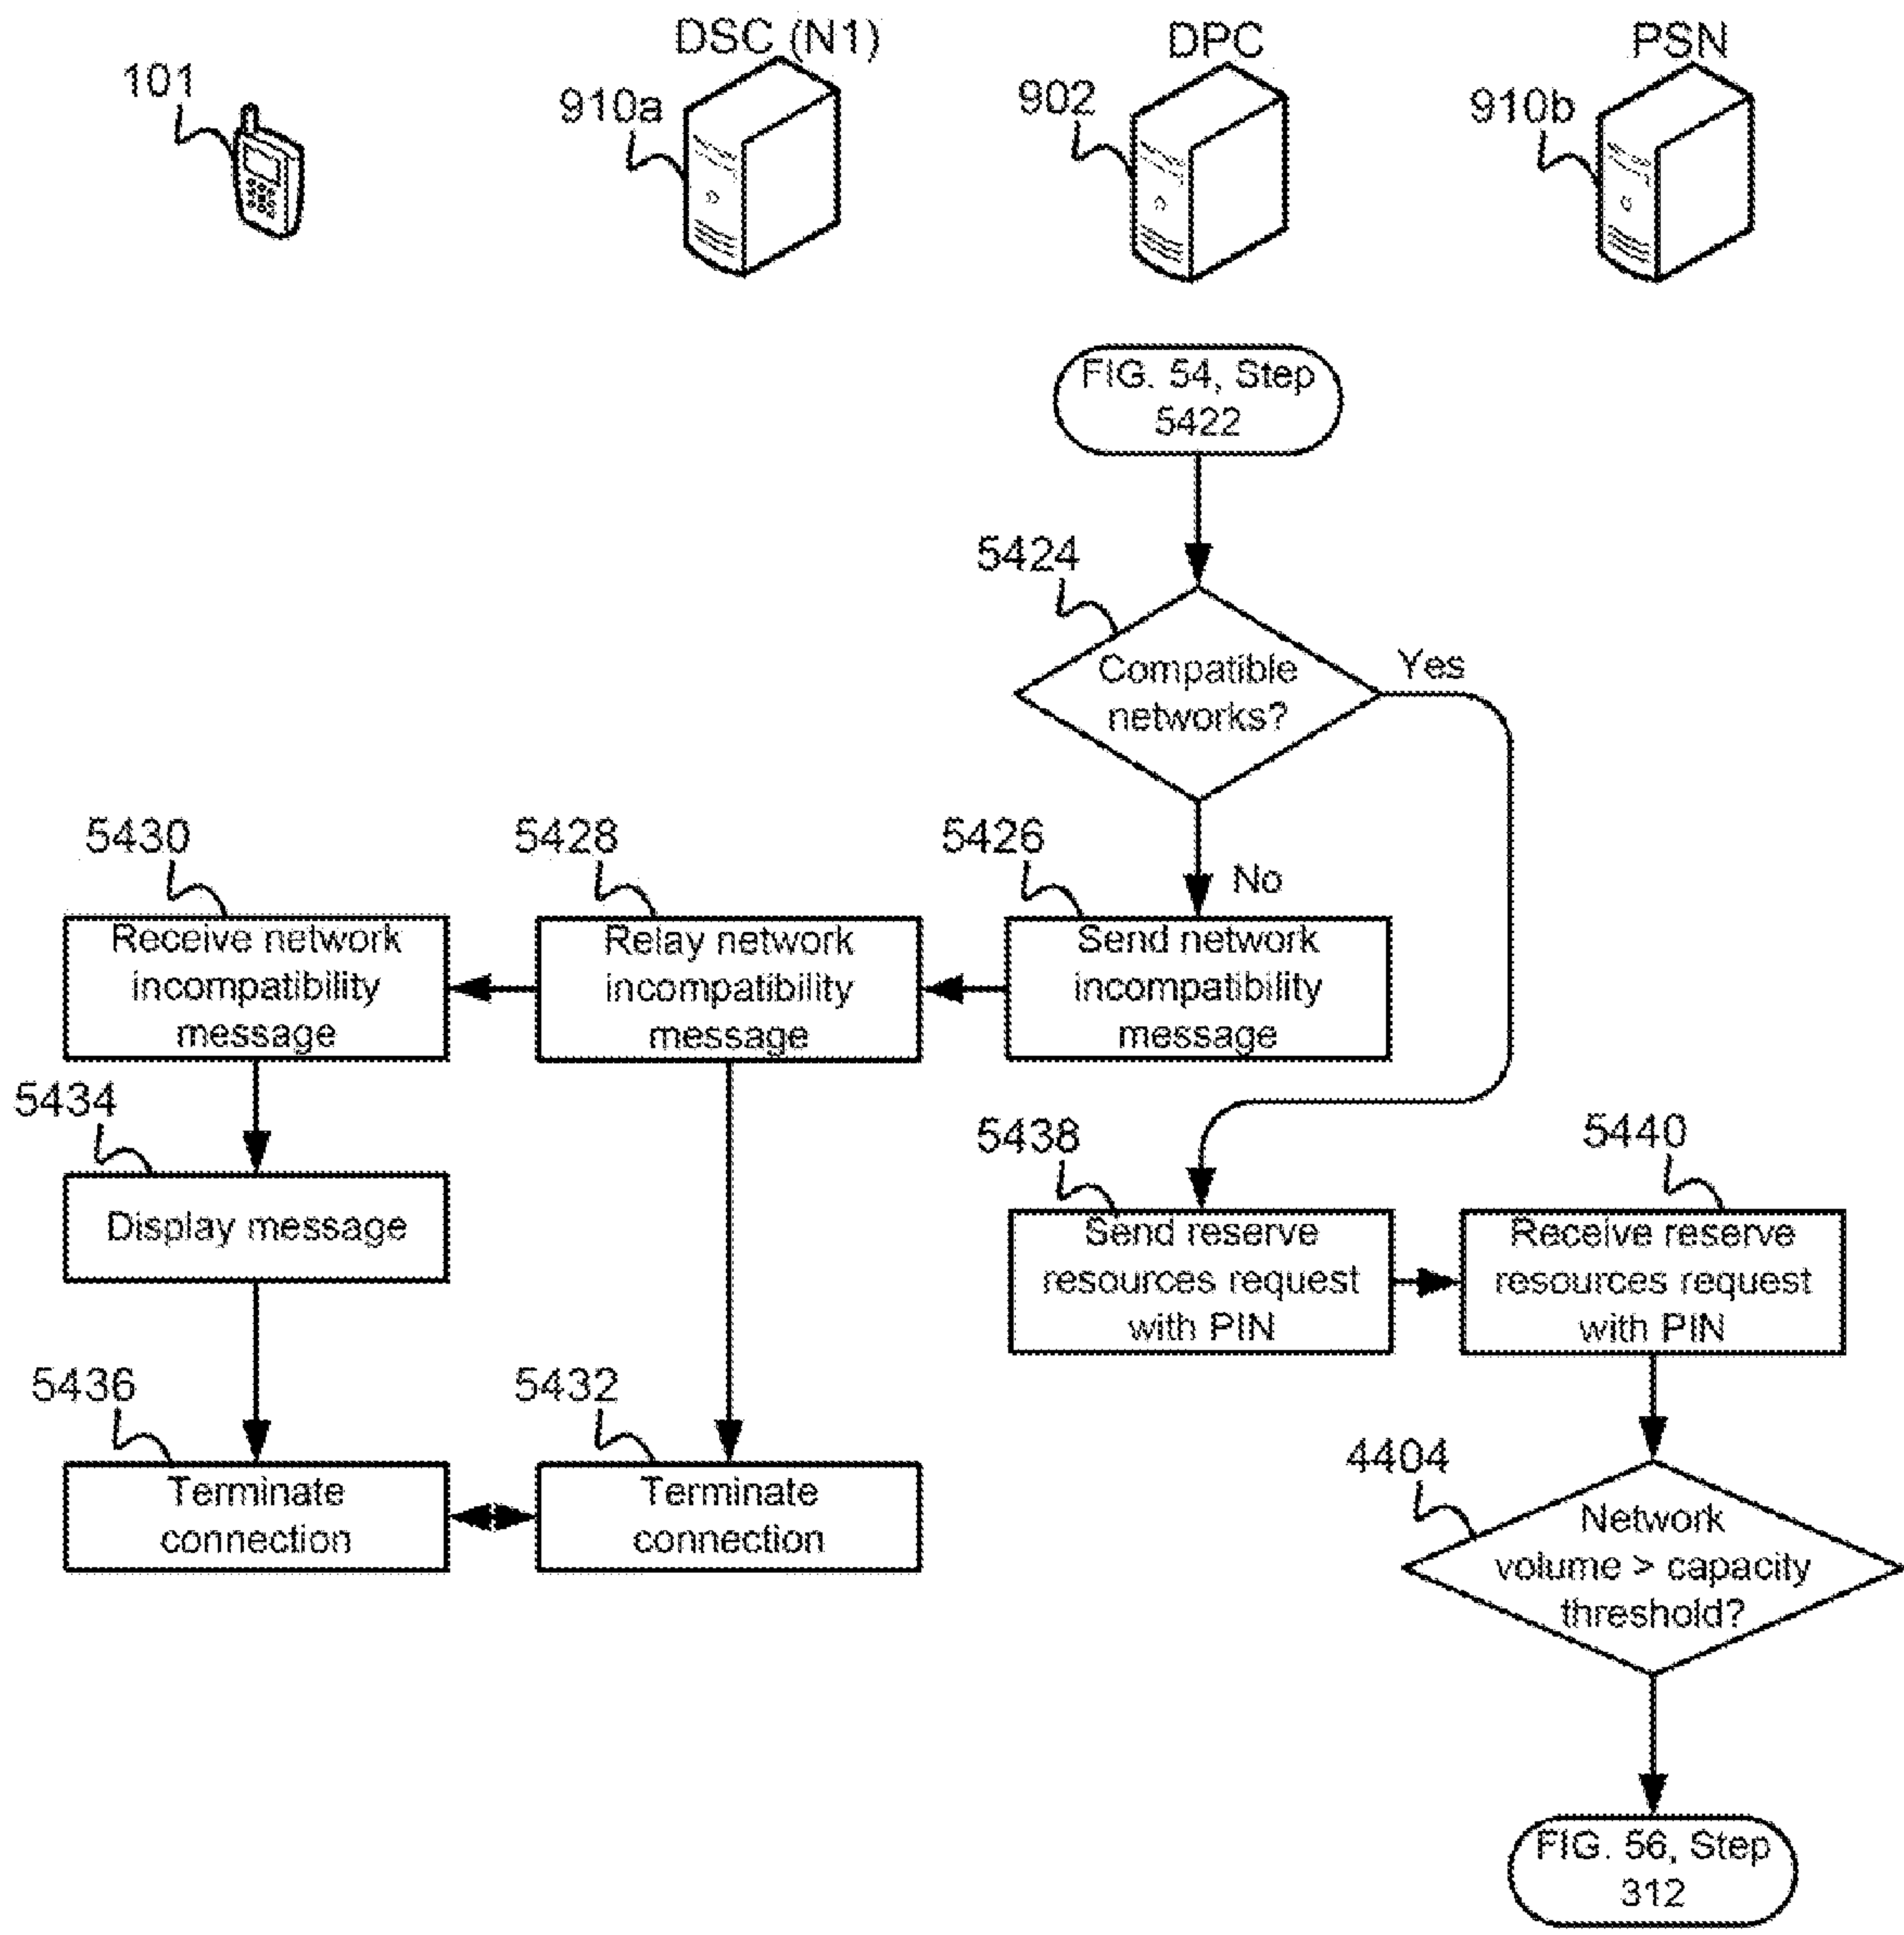 DSC (N1)
DPC
PSN
101
910a
902
910b
FIG. 54, Step
5422
5424
Compatible
networks?
Yes
No
5430
5428
5426
Receive network
incompatibility
message
Relay network
incompatibility
message
Send network
incompatibility
message
5434
Display message
5438
5440
Send reserve
resources request
with PIN
Receive reserve
resources request
with PIN
5436
5432
Terminate
connection
Terminate
connection
4404
Network
volume > capacity
threshold?
FIG. 56, Step
312